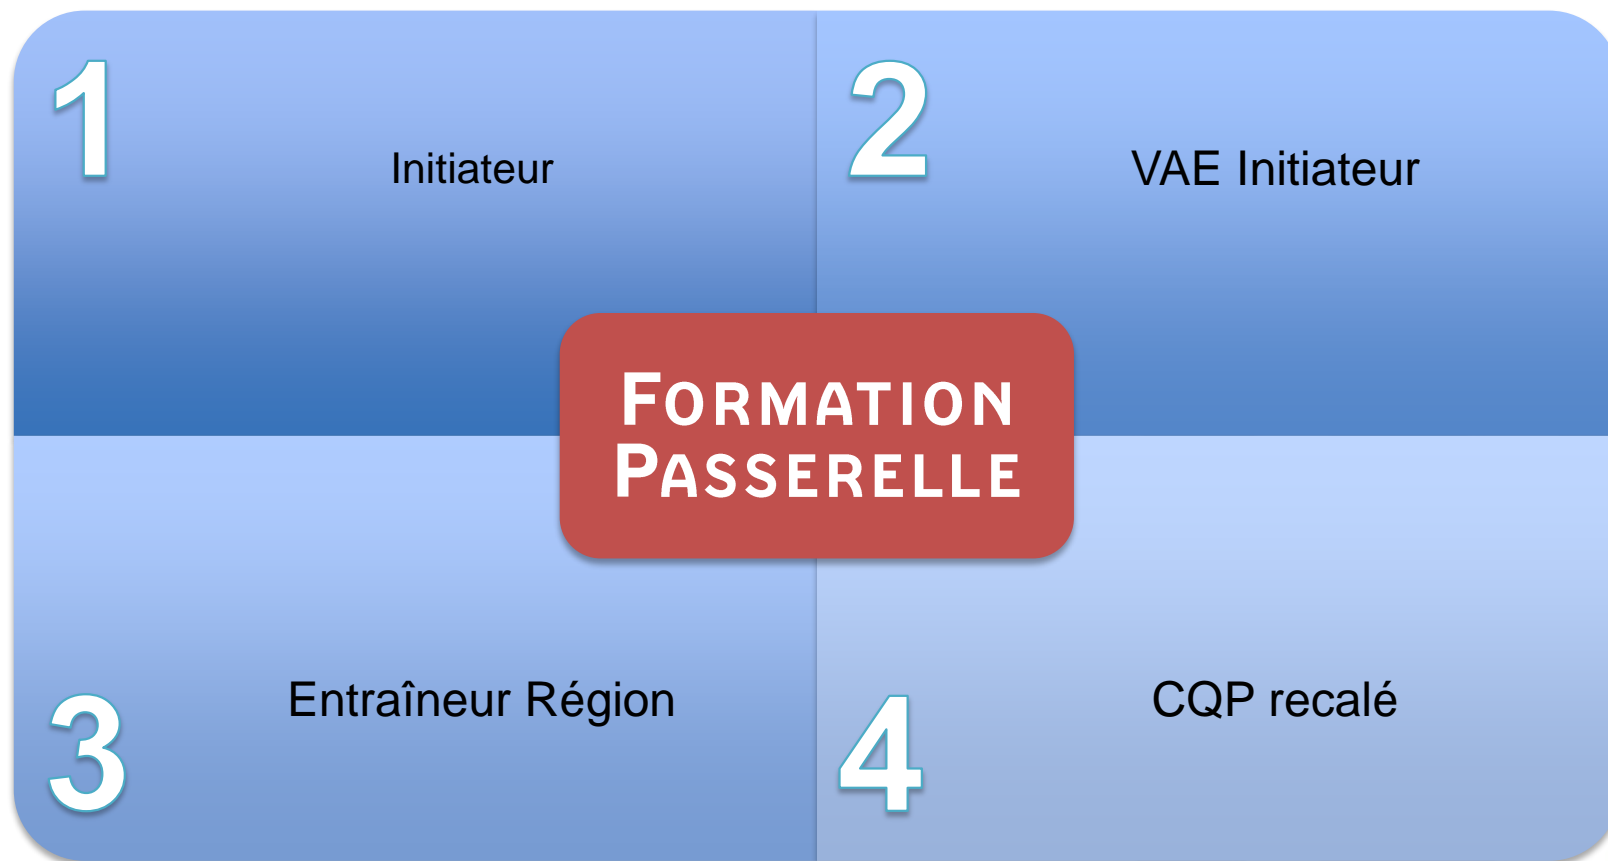 1
Initiateur
2
VAE Initiateur
FORMATION
PASSERELLE
3
Entraîneur Région
4
CQP recalé